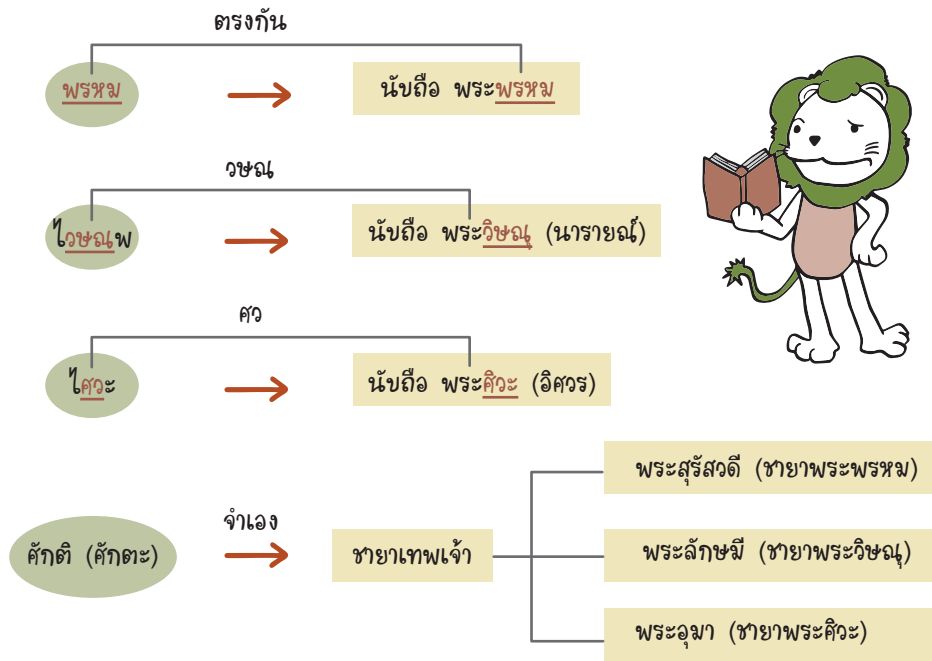 ตรงกัน
พรหม
นับถือ พระพรหม
วษณ
ไวษณพ
นับถือ พระวิษณุ (นารายณ์)
ศว
ไศวะ
นับถือ พระศิวะ (อิศวร)
พระสุรัสวดี (ชายาพระพรหม)
จำเอง
ศักติ (ศักตะ)
ชายาเทพเจ้า
พระลักษมี (ชายาพระวิษณุ)
พระอุมา (ชายาพระศิวะ)